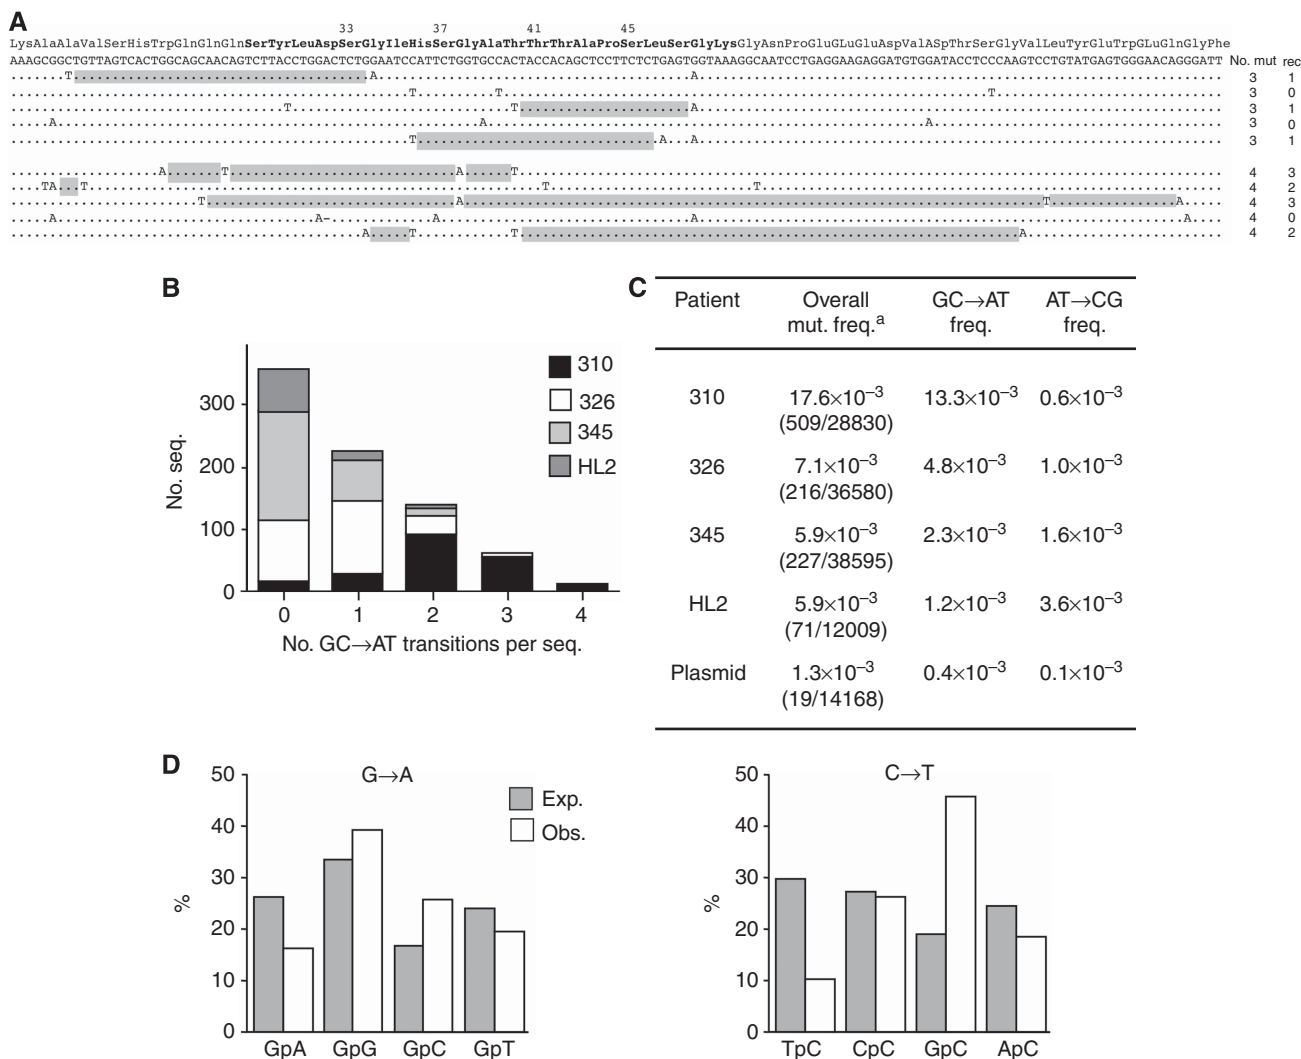 A
33 37 41 45
LysAlaAlaValSerHisTrpGlnGlnGlnSerTyrLeuAspSerGlyIleHisSerGlyAlaThrThrThrAlaProSerLeuSerGlyLysGlyAsnProGluGLuGluAspValASpThrSerGlyValLeuTyrGluTrpGLuGlnGlyPhe
AAAGCGGCTGTTAGTCACTGGCAGCAACAGTCTTACCTGGACTCTGGAATCCATTCTGGTGCCACTACCACAGCTCCTTCTCTGAGTGGTAAAGGCAATCCTGAGGAAGAGGATGTGGATACCTCCCAAGTCCTGTATGAGTGGGAACAGGGATT No. mut rec
T A A 3 1
T T T 3 0
T T A 3 1
A A A 3 0
T A A 3 1
A T A T 4 3
TA T T T 4 2
T A T A 4 3
A A– A A A 4 0
A T T A 4 2
B
No. seq.
300
200
100
0
310
326
345
HL2
0 1 2 3 4
No. GC→AT transitions per seq.
C
Patient Overall mut. freq.a GC→AT freq. AT→CG freq.
310 17.6×10–3 13.3×10–3 0.6×10–3
(509/28830)
326 7.1×10–3 4.8×10–3 1.0×10–3
(216/36580)
345 5.9×10–3 2.3×10–3 1.6×10–3
(227/38595)
HL2 5.9×10–3 1.2×10–3 3.6×10–3
(71/12009)
Plasmid 1.3×10–3 0.4×10–3 0.1×10–3
(19/14168)
D
G→A
%
50
40
30
20
10
0
Exp.
Obs.
GpA GpG GpC GpT
C→T
%
50
40
30
20
10
0
TpC CpC GpC ApC